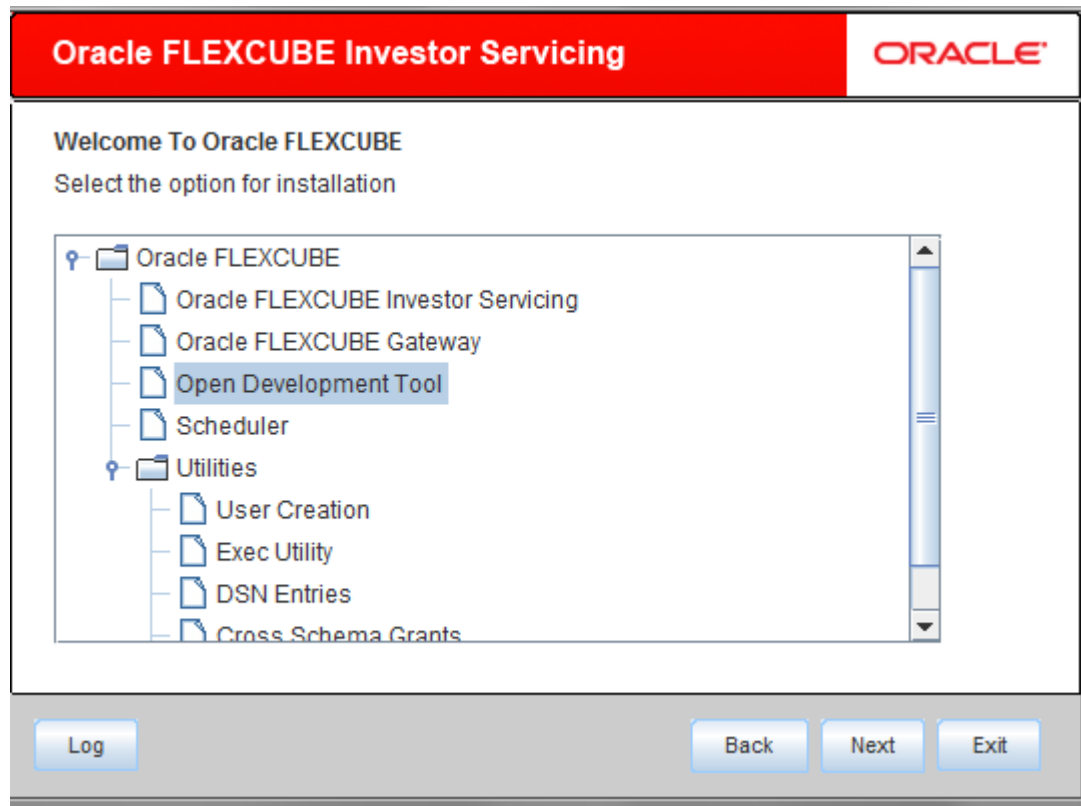 Oracle FLEXCUBE Investor Servicing
ORACLE
Welcome To Oracle FLEXCUBE
Select the option for installation
Oracle FLEXCUBE
Oracle FLEXCUBE Investor Servicing
Oracle FLEXCUBE Gateway
Open Development Tool
Scheduler
Utilities
User Creation
Exec Utility
DSN Entries
Cross Schema Grants
Log
Back
Next
Exit